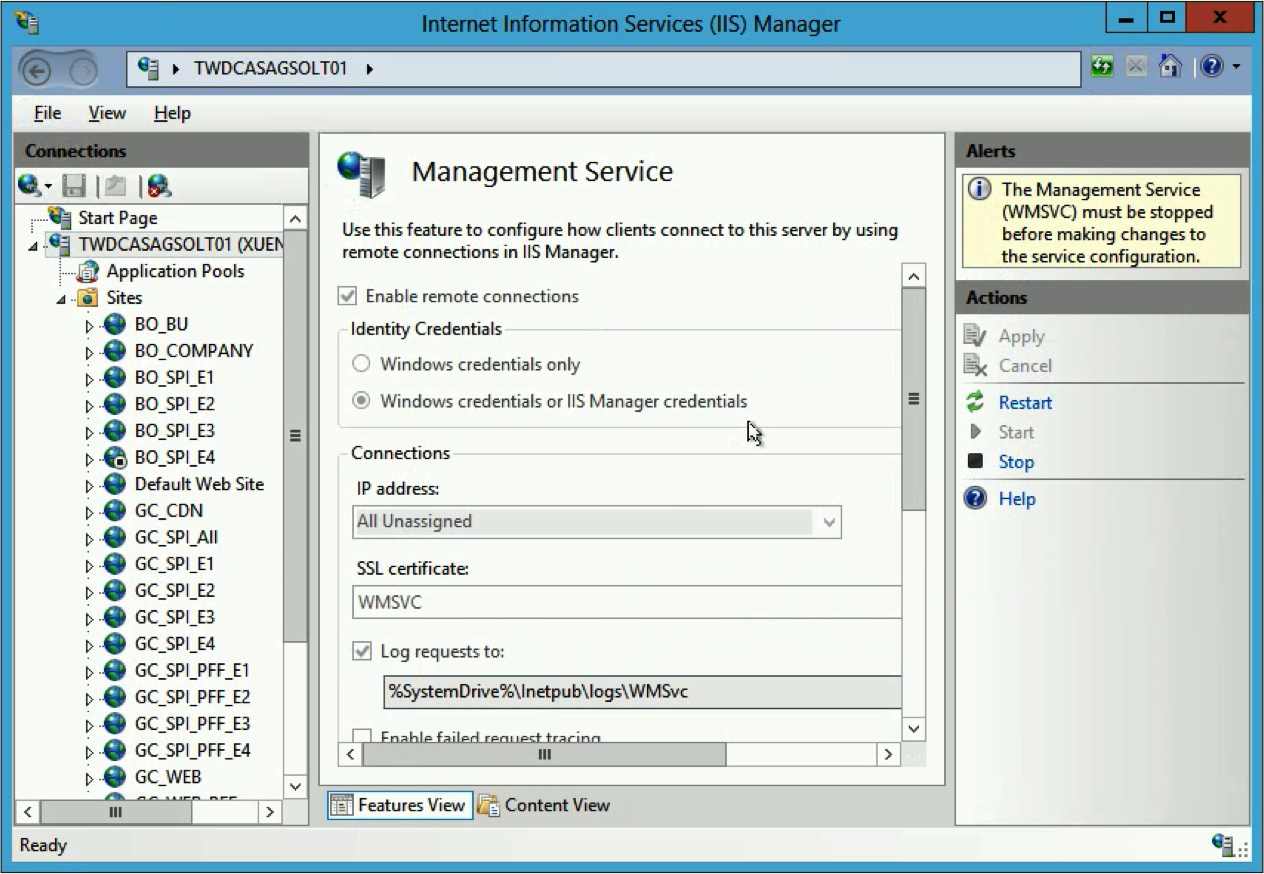 Internet Information Services (IIS) Manager
TWDCASAGSOLT01
File View Help
Connections
Start Page
TWDCASAGSOLT01 (XUEN
Application Pools
Sites
BO_BU
BO_COMPANY
BO_SPI_E1
BO_SPI_E2
BO_SPI_E3
BO_SPI_E4
Default Web Site
GC_CDN
GC_SPI_All
GC_SPI_E1
GC_SPI_E2
GC_SPI_E3
GC_SPI_E4
GC_SPI_PFF_E1
GC_SPI_PFF_E2
GC_SPI_PFF_E3
GC_SPI_PFF_E4
GC_WEB
Management Service
Use this feature to configure how clients connect to this server by using
remote connections in IIS Manager.
Enable remote connections
Identity Credentials
Windows credentials only
Windows credentials or IIS Manager credentials
Connections
IP address:
All Unassigned
SSL certificate:
WMSVC
Log requests to:
%SystemDrive%\Inetpub\logs\WMSvc
Enable failed request tracing
Features View Content View
Alerts
The Management Service
(WMSVC) must be stopped
before making changes to
the service configuration.
Actions
Apply
Cancel
Restart
Start
Stop
Help
Ready